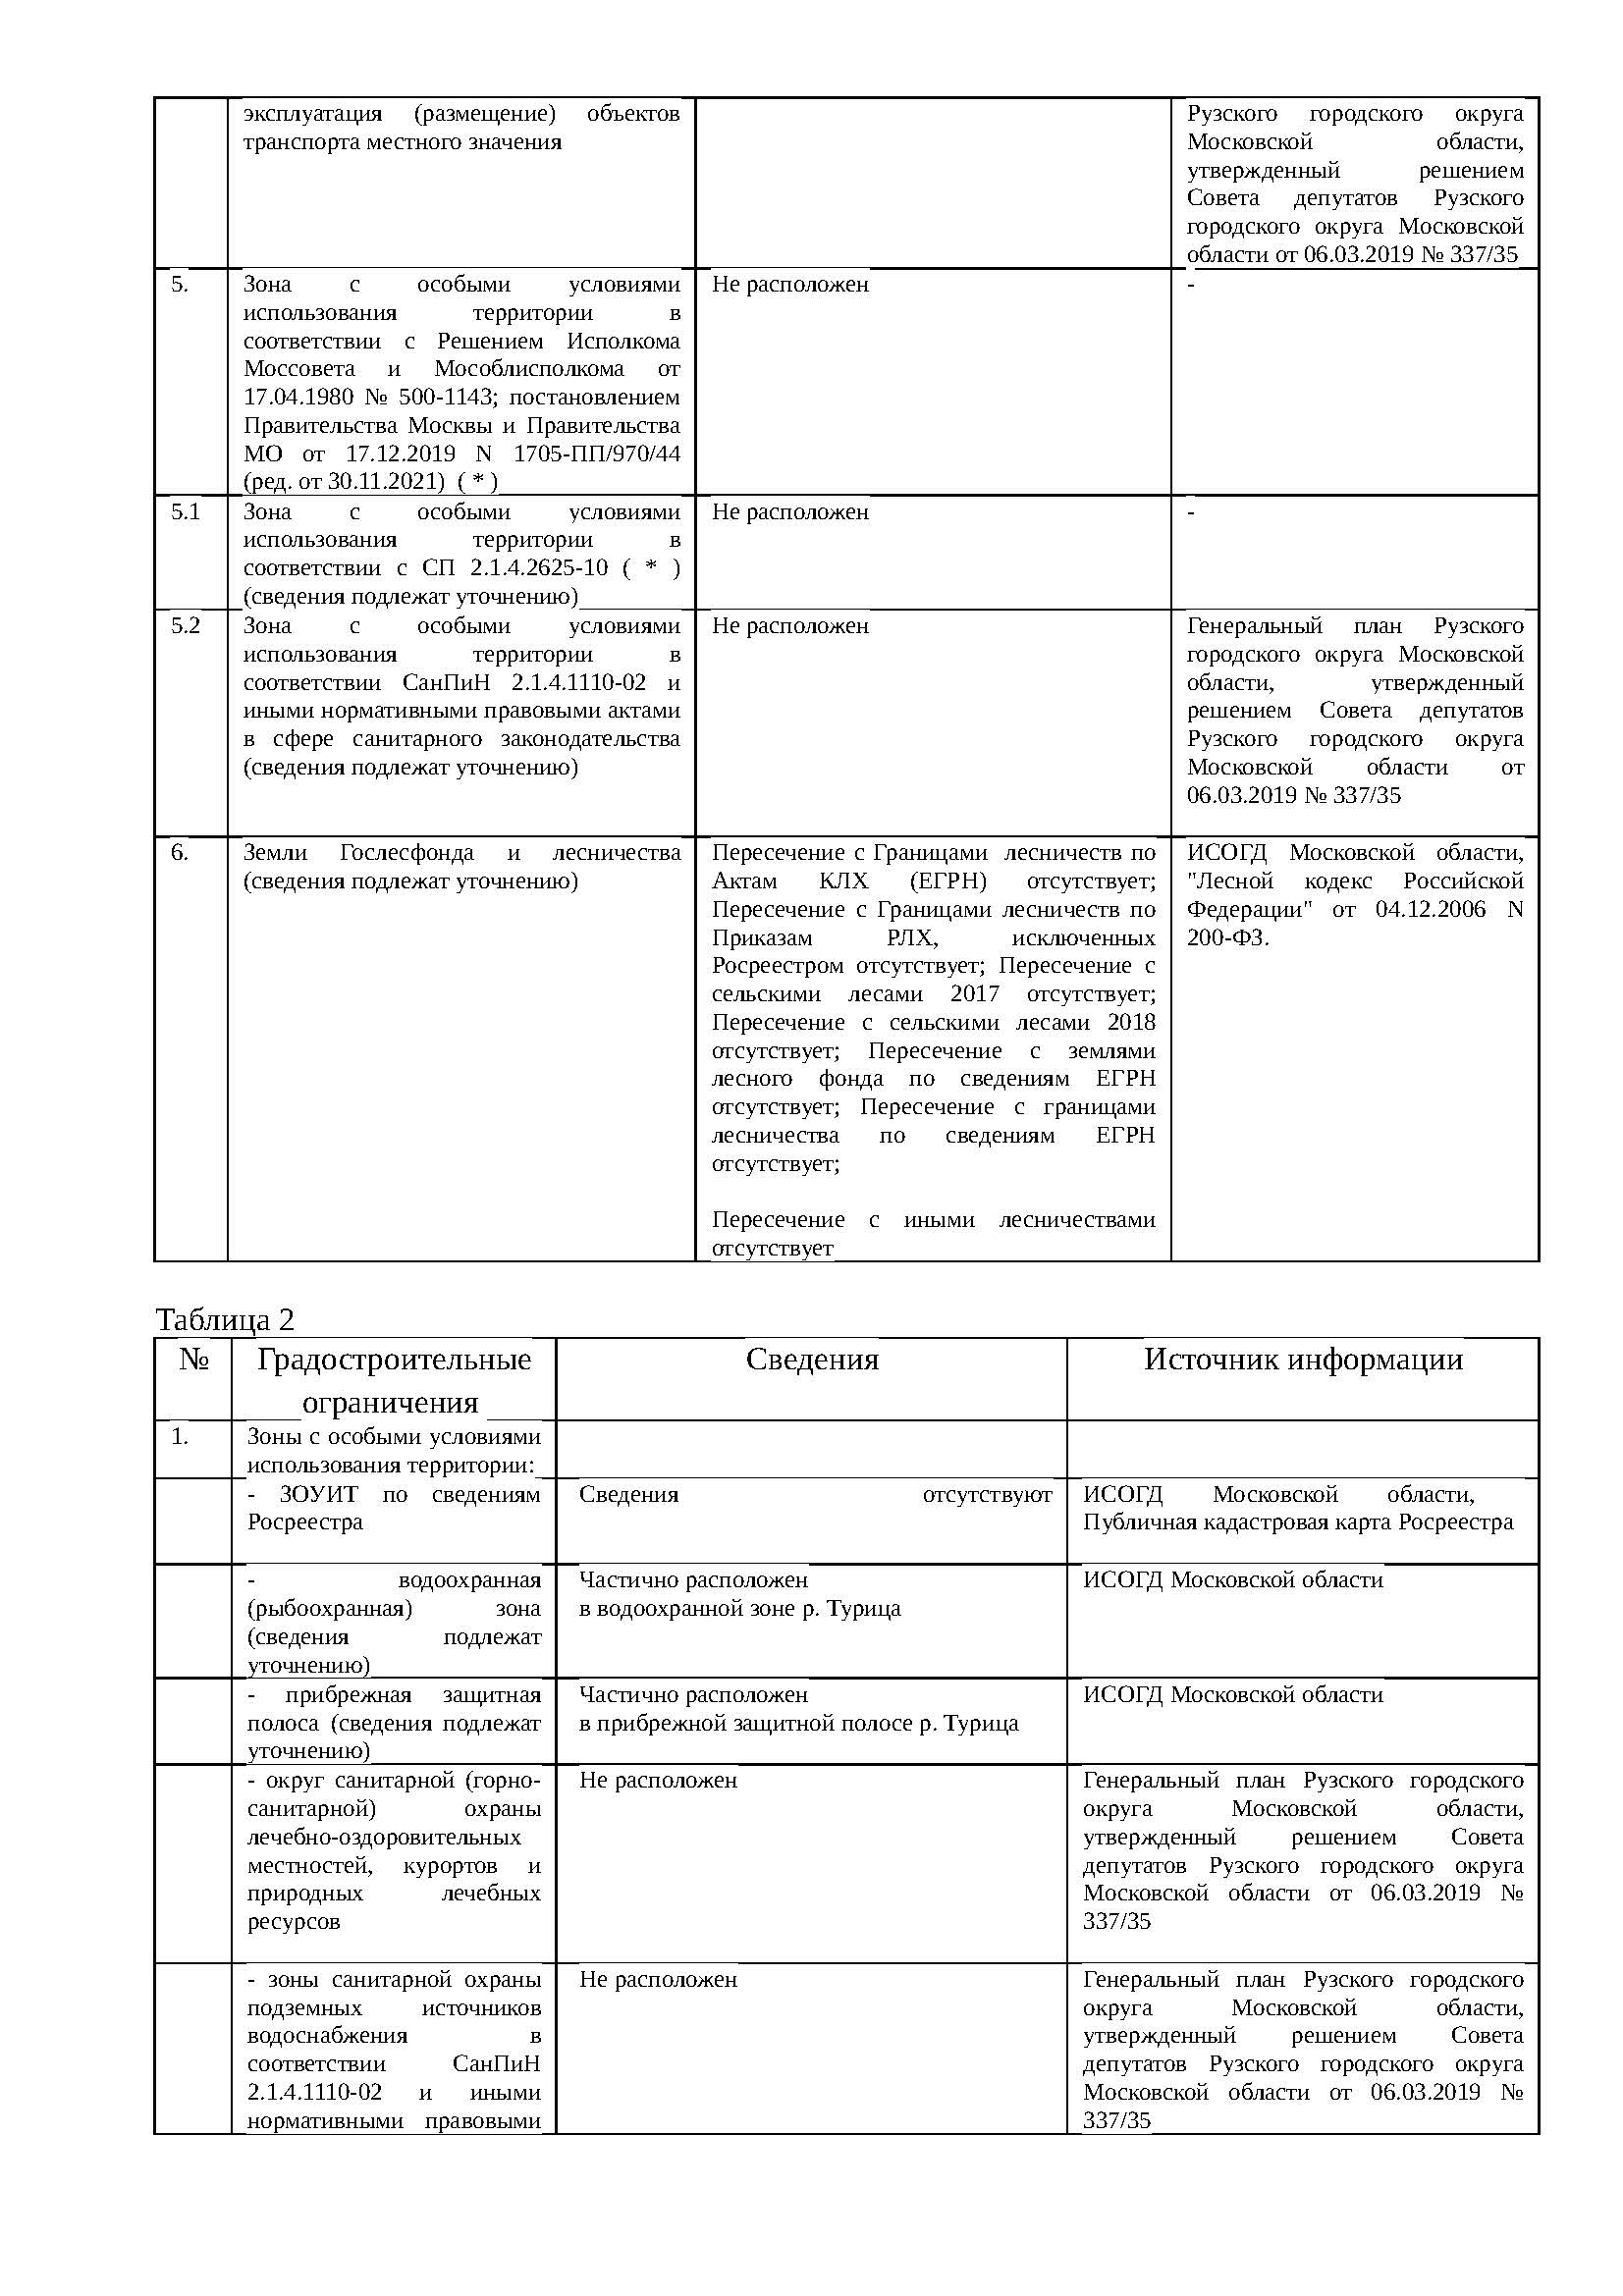 эксплуатация (размещение) объектов
транспорта местного значения
Рузского городского округа
Московской области,
утвержденный решением
Совета депутатов Рузского
городского округа Московской
области от 06.03.2019 № 337/35
5.
Зона с особыми условиями
использования территории в
соответствии с Решением Исполкома
Моссовета и Мособлисполкома от
17.04.1980 № 500-1143; постановлением
Правительства Москвы и Правительства
МО от 17.12.2019 N 1705-ПП/970/44
(ред. от 30.11.2021) ( * )
Не расположен
-
5.1
Зона с особыми условиями
использования территории в
соответствии с СП 2.1.4.2625-10 ( * )
(сведения подлежат уточнению)
Не расположен
-
5.2
Зона с особыми условиями
использования территории в
соответствии СанПиН 2.1.4.1110-02 и
иными нормативными правовыми актами
в сфере санитарного законодательства
(сведения подлежат уточнению)
Не расположен
Генеральный план Рузского
городского округа Московской
области, утвержденный
решением Совета депутатов
Рузского городского округа
Московской области от
06.03.2019 № 337/35
6.
Земли Гослесфонда и лесничества
(сведения подлежат уточнению)
Пересечение с Границами лесничеств по
Актам КЛХ (ЕГРН) отсутствует;
Пересечение с Границами лесничеств по
Приказам РЛХ, исключенных
Росреестром отсутствует; Пересечение с
сельскими лесами 2017 отсутствует;
Пересечение с сельскими лесами 2018
отсутствует; Пересечение с землями
лесного фонда по сведениям ЕГРН
отсутствует; Пересечение с границами
лесничества по сведениям ЕГРН
отсутствует;
Пересечение с иными лесничествами
отсутствует
ИСОГД Московской области,
"Лесной кодекс Российской
Федерации" от 04.12.2006 N
200-ФЗ.
Таблица 2
№
Градостроительные
ограничения
Сведения
Источник информации
1.
Зоны с особыми условиями
использования территории:
- ЗОУИТ по сведениям
Росреестра
Сведения отсутствуют
ИСОГД Московской области,
Публичная кадастровая карта Росреестра
- водоохранная
(рыбоохранная) зона
(сведения подлежат
уточнению)
Частично расположен
в водоохранной зоне р. Турица
ИСОГД Московской области
- прибрежная защитная
полоса (сведения подлежат
уточнению)
Частично расположен
в прибрежной защитной полосе р. Турица
ИСОГД Московской области
- округ санитарной (горно-
санитарной) охраны
лечебно-оздоровительных
местностей, курортов и
природных лечебных
ресурсов
Не расположен
Генеральный план Рузского городского
округа Московской области,
утвержденный решением Совета
депутатов Рузского городского округа
Московской области от 06.03.2019 №
337/35
- зоны санитарной охраны
подземных источников
водоснабжения в
соответствии СанПиН
2.1.4.1110-02 и иными
нормативными правовыми
Не расположен
Генеральный план Рузского городского
округа Московской области,
утвержденный решением Совета
депутатов Рузского городского округа
Московской области от 06.03.2019 №
337/35